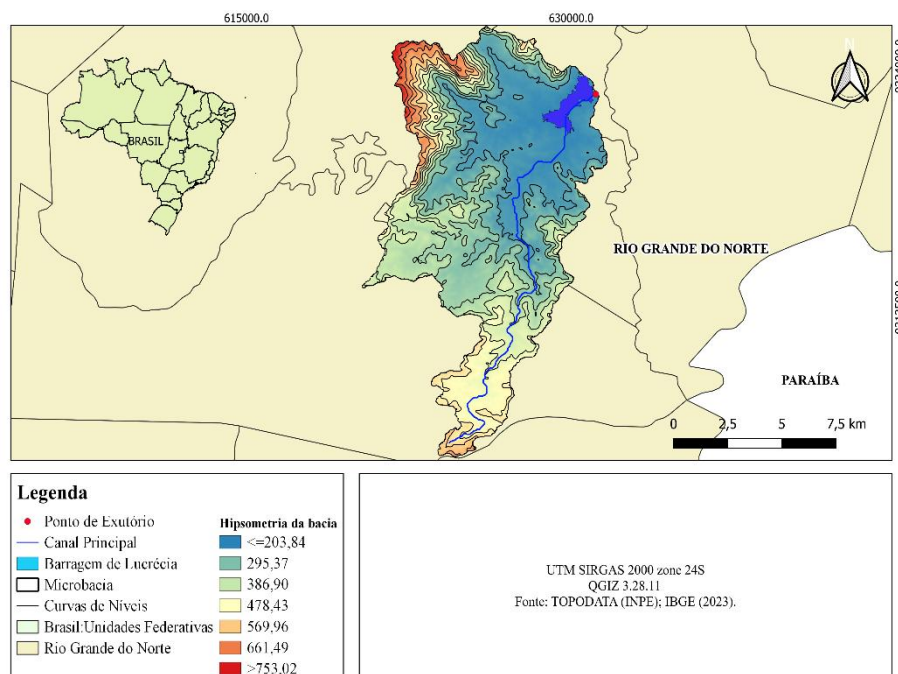 615000.0 630000.0
N
BRASIL
RIO GRANDE DO NORTE
PARAÍBA
0 2,5 5 7,5 km
Legenda
Ponto de Exutório
Canal Principal
Barragem de Lucrécia
Microbacia
Curvas de Níveis
Brasil:Unidades Federativas
Rio Grande do Norte
Hipsometria da bacia
<=203,84
295,37
386,90
478,43
569,96
661,49
>753,02
UTM SIRGAS 2000 zone 24S
QGIZ 3.28.11
Fonte: TOPODATA (INPE); IBGE (2023).